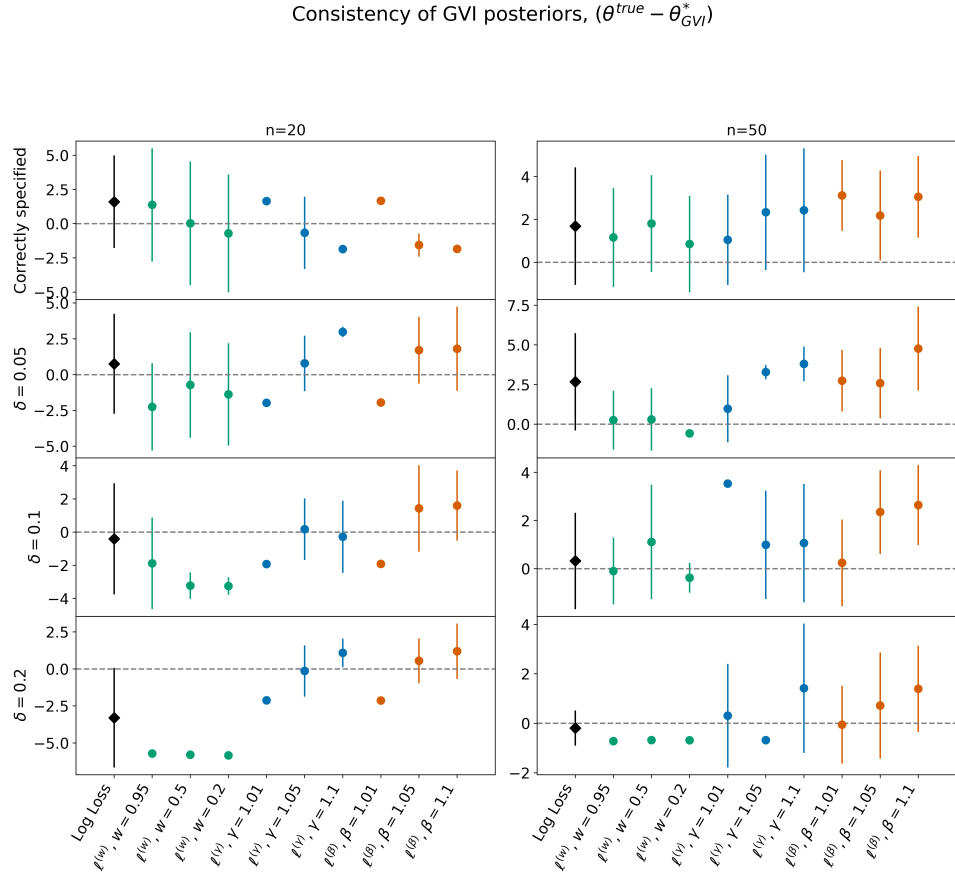 Consistency of GVI posteriors, (θ^{true} − θ^*_{GVI})
n=20
n=50
Correctly specified
5.0
2.5
0.0
−2.5
−5.0
4
2
0
δ = 0.05
5.0
2.5
0.0
−2.5
−5.0
7.5
5.0
2.5
0.0
δ = 0.1
4
2
0
−2
−4
4
2
0
δ = 0.2
2.5
0.0
−2.5
−5.0
4
2
0
−2
Log Loss
ℓ^{(w)}, w = 0.95
ℓ^{(w)}, w = 0.5
ℓ^{(w)}, w = 0.2
ℓ^{(γ)}, γ = 1.01
ℓ^{(γ)}, γ = 1.05
ℓ^{(γ)}, γ = 1.1
ℓ^{(β)}, β = 1.01
ℓ^{(β)}, β = 1.05
ℓ^{(β)}, β = 1.1
Log Loss
ℓ^{(w)}, w = 0.95
ℓ^{(w)}, w = 0.5
ℓ^{(w)}, w = 0.2
ℓ^{(γ)}, γ = 1.01
ℓ^{(γ)}, γ = 1.05
ℓ^{(γ)}, γ = 1.1
ℓ^{(β)}, β = 1.01
ℓ^{(β)}, β = 1.05
ℓ^{(β)}, β = 1.1